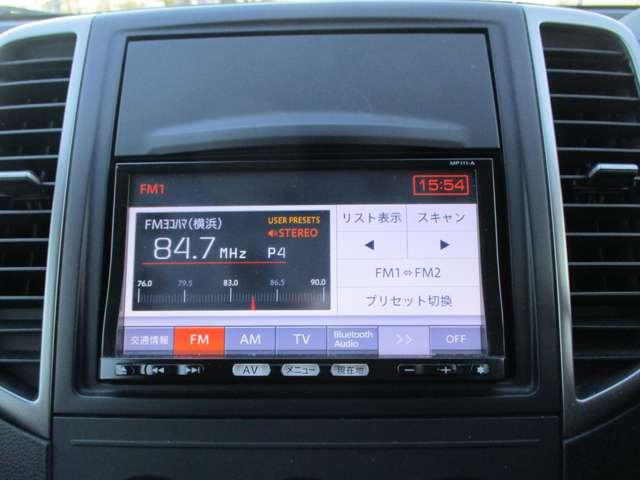 MP111-A
FM1
15:54
FMヨコハマ(横浜)
USER PRESETS
STEREO
84.7 MHz P4
76.0 79.5 83.0 86.5 90.0
リスト表示 スキャン
FM1⇔FM2
プリセット切換
交通情報 FM AM TV Bluetooth Audio >> OFF
AV メニュー 現在地